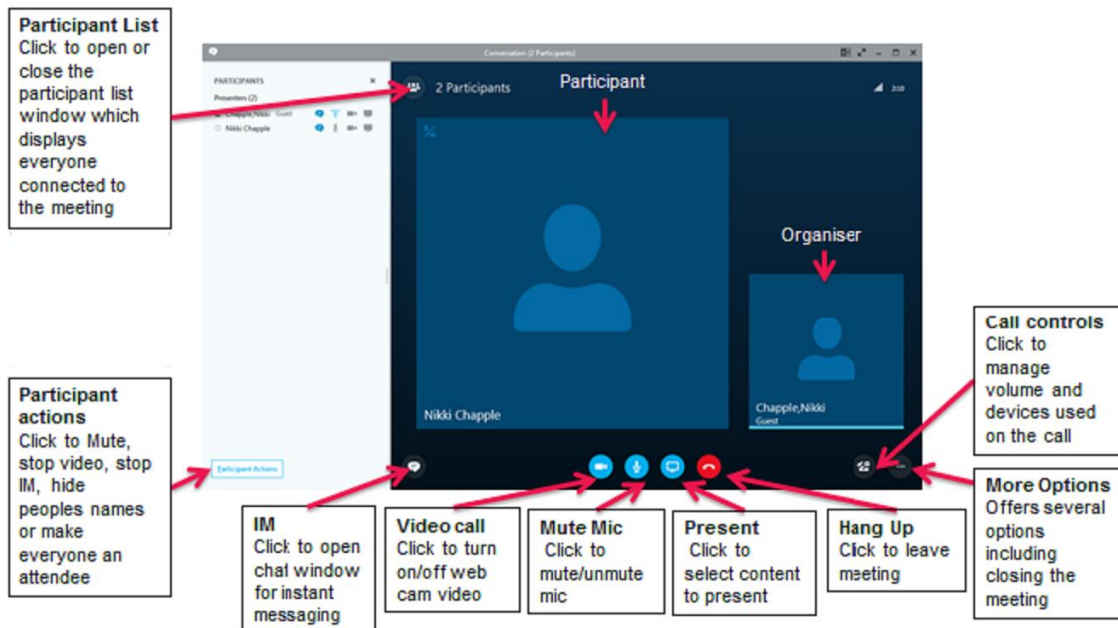 Participant List
Click to open or
close the
participant list
window which
displays
everyone
connected to
the meeting
Conversation (2 Participants)
PARTICIPANTS
Presenters (2)
Chapple,Nikki Guest
Nikki Chapple
2 Participants
Participant
Organiser
Nikki Chapple
Chapple,Nikki
Guest
Participant Actions
Participant
actions
Click to Mute,
stop video, stop
IM, hide
peoples names
or make
everyone an
attendee
IM
Click to open
chat window
for instant
messaging
Video call
Click to turn
on/off web
cam video
Mute Mic
Click to
mute/unmute
mic
Present
Click to
select content
to present
Hang Up
Click to leave
meeting
Call controls
Click to
manage
volume and
devices used
on the call
More Options
Offers several
options
including
closing the
meeting